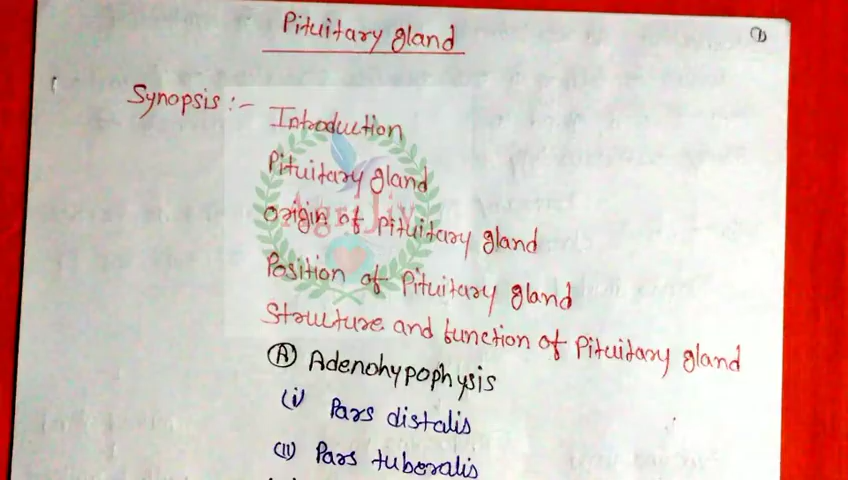 Pituitary gland
1
Synopsis :-
Introduction
Pituitary gland
Origin of Pituitary gland
Position of Pituitary gland
Structure and function of Pituitary gland
(A) Adenohypophysis
(i) Pars distalis
(ii) Pars tuboralis